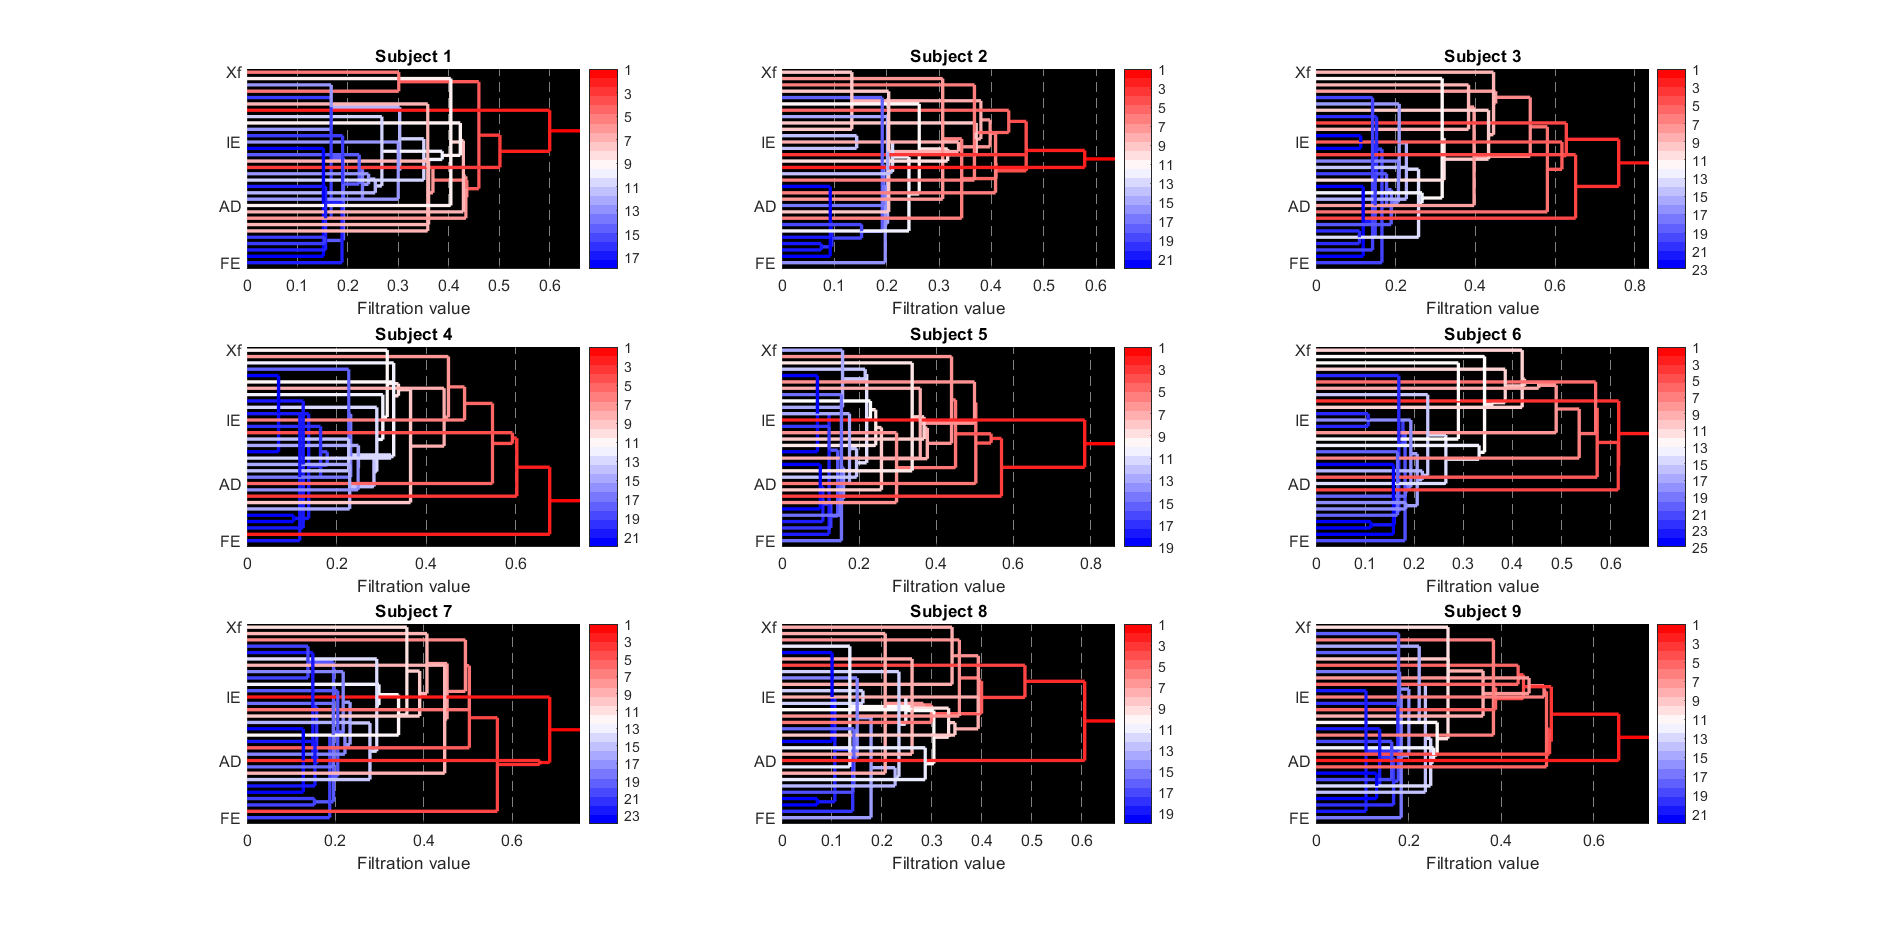 Subject 1
Xf
IE
AD
FE
0 0.1 0.2 0.3 0.4 0.5 0.6
Filtration value
1
3
5
7
9
11
13
15
17
Subject 2
Xf
IE
AD
FE
0 0.1 0.2 0.3 0.4 0.5 0.6
Filtration value
1
3
5
7
9
11
13
15
17
19
21
Subject 3
Xf
IE
AD
FE
0 0.2 0.4 0.6 0.8
Filtration value
1
3
5
7
9
11
13
15
17
19
21
23
Subject 4
Xf
IE
AD
FE
0 0.2 0.4 0.6
Filtration value
1
3
5
7
9
11
13
15
17
19
21
Subject 5
Xf
IE
AD
FE
0 0.2 0.4 0.6 0.8
Filtration value
1
3
5
7
9
11
13
15
17
19
Subject 6
Xf
IE
AD
FE
0 0.1 0.2 0.3 0.4 0.5 0.6
Filtration value
1
3
5
7
9
11
13
15
17
19
21
23
25
Subject 7
Xf
IE
AD
FE
0 0.2 0.4 0.6
Filtration value
1
3
5
7
9
11
13
15
17
19
21
23
Subject 8
Xf
IE
AD
FE
0 0.1 0.2 0.3 0.4 0.5 0.6
Filtration value
1
3
5
7
9
11
13
15
17
19
Subject 9
Xf
IE
AD
FE
0 0.2 0.4 0.6
Filtration value
1
3
5
7
9
11
13
15
17
19
21